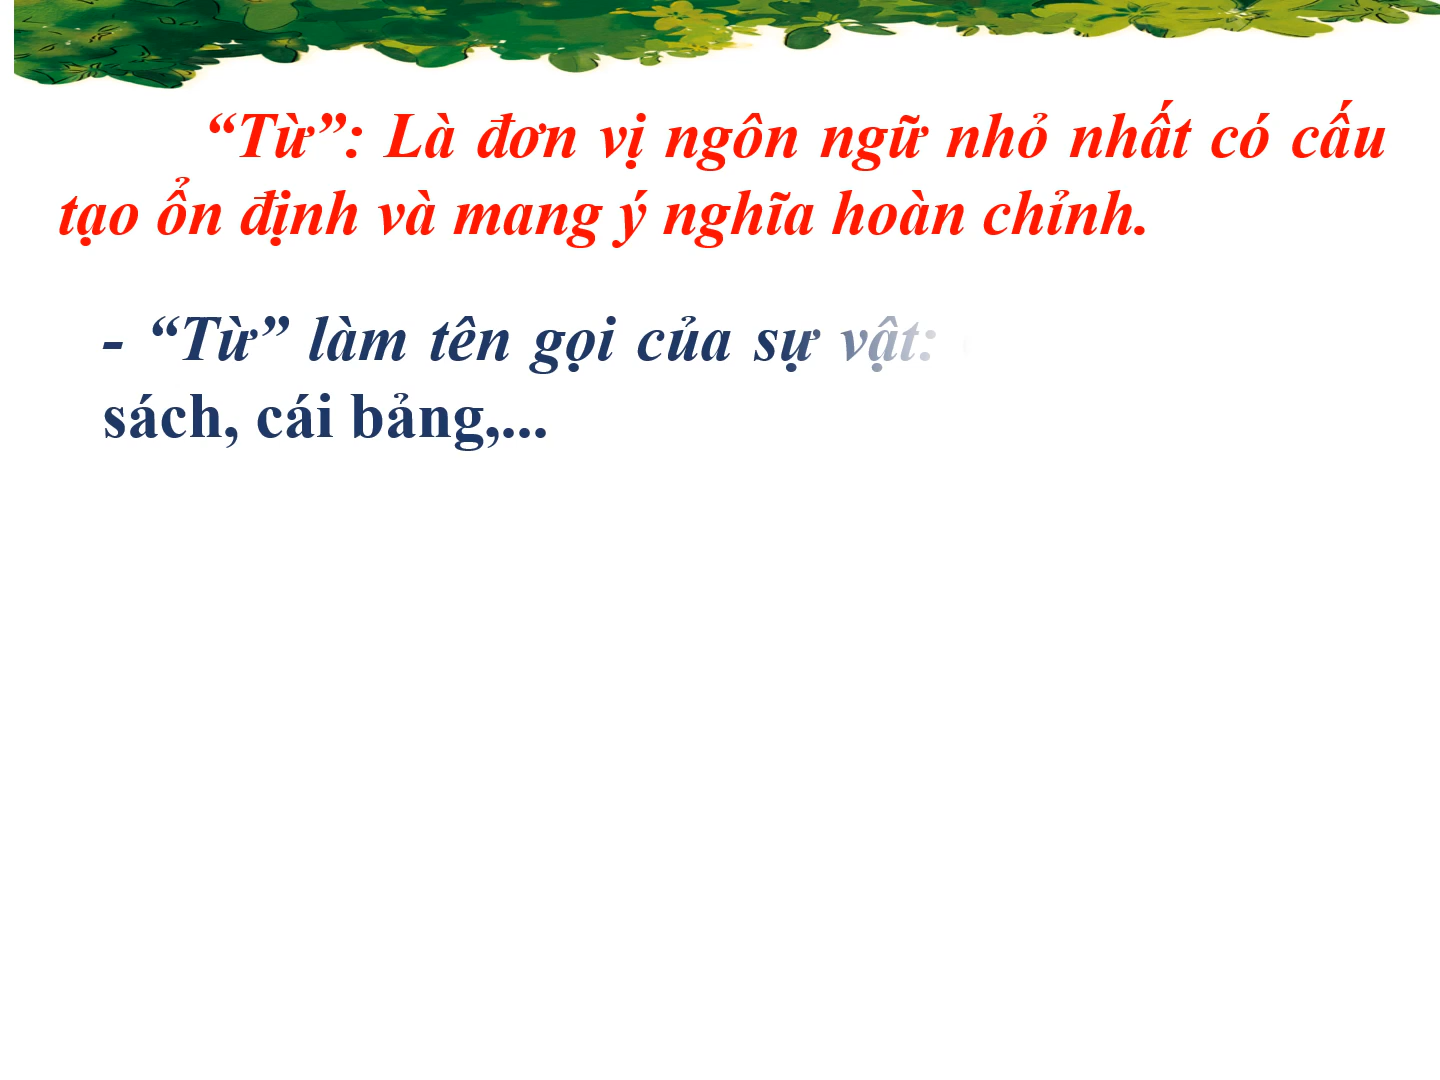 “Từ”: Là đơn vị ngôn ngữ nhỏ nhất có cấu
tạo ổn định và mang ý nghĩa hoàn chỉnh.
- “Từ” làm tên gọi của sự vật:
sách, cái bảng,...